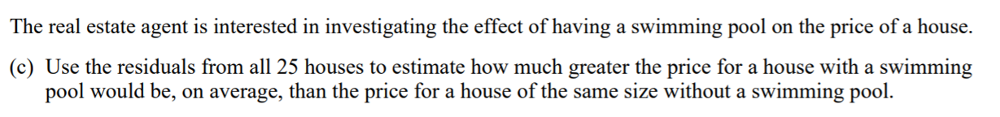 The real estate agent is interested in investigating the effect of having a swimming pool on the price of a house.
(c) Use the residuals from all 25 houses to estimate how much greater the price for a house with a swimming
pool would be, on average, than the price for a house of the same size without a swimming pool.